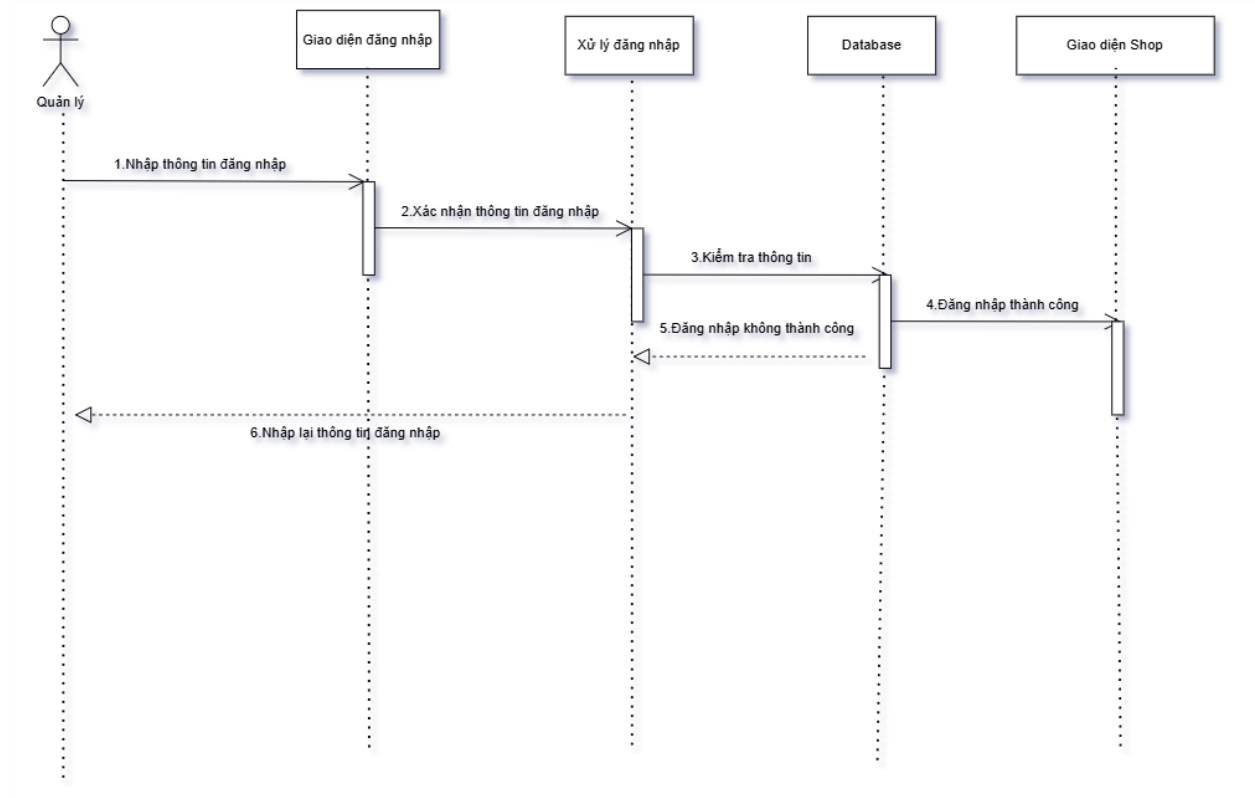 Giao diện đăng nhập
Xử lý đăng nhập
Database
Giao diện Shop
Quản lý
1.Nhập thông tin đăng nhập
2.Xác nhận thông tin đăng nhập
3.Kiểm tra thông tin
4.Đăng nhập thành công
5.Đăng nhập không thành công
6.Nhập lại thông tin đăng nhập